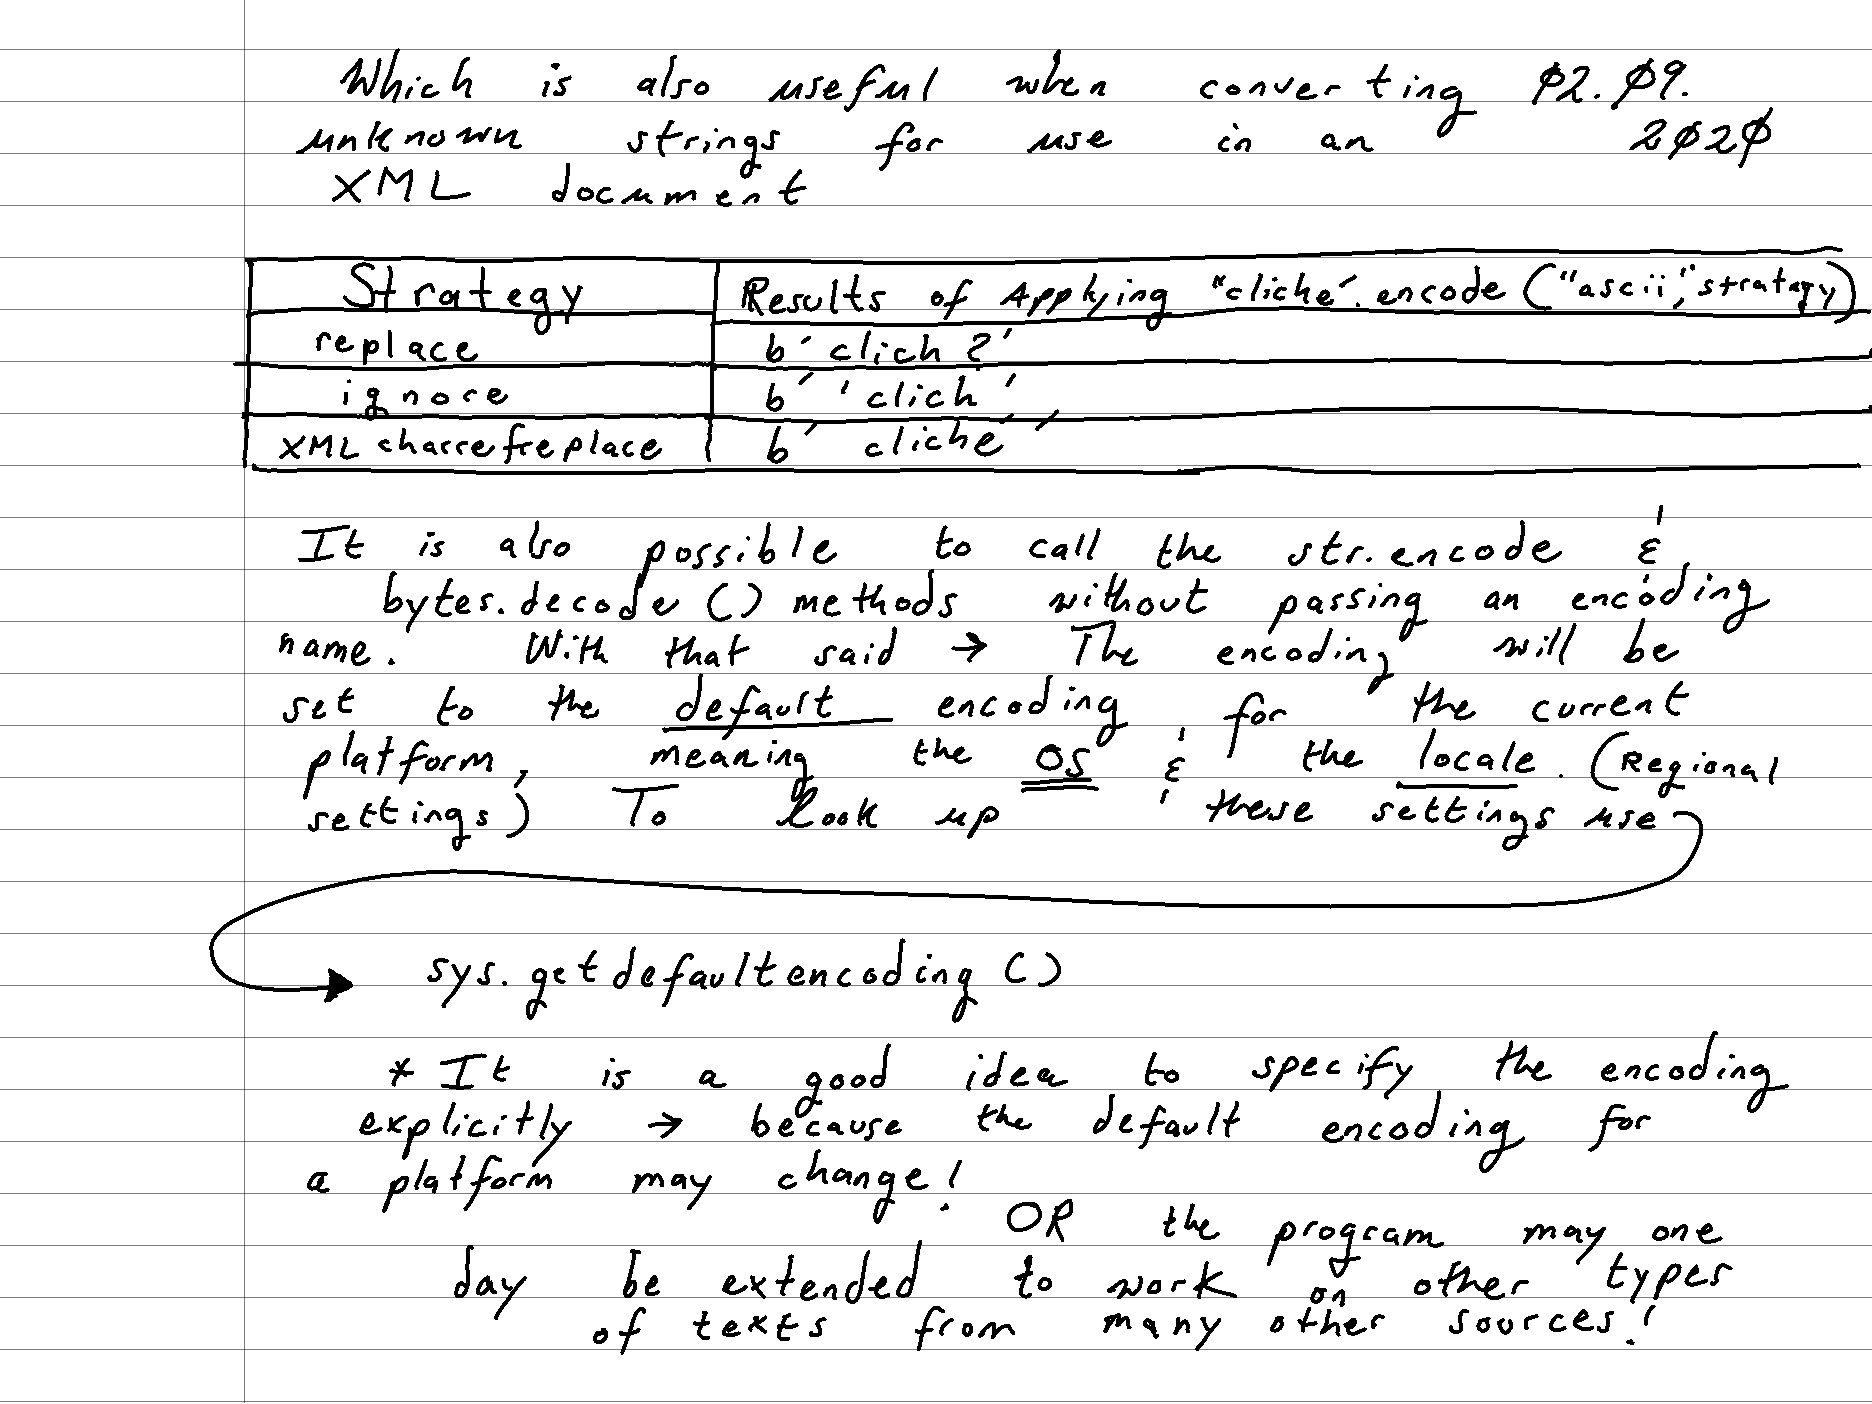 Which is also useful when converting 02.09.
unknown strings for use in an 2020
XML document
Strategy Results of Applying "cliche".encode("ascii", stratagy)
replace b'clich?'
ignore b' 'clich'
XML charrefreplace b' cliche'
It is also possible to call the str.encode &
bytes.decode() methods without passing an encoding
name. With that said → The encoding will be
set to the default encoding for the current
platform, meaning the OS & the locale. (Regional
settings) To look up these settings use
sys.getdefaultencoding()
* It is a good idea to specify the encoding
explicitly → because the default encoding for
a platform may change!
OR the program may one
day be extended to work on other types
of texts from many other sources!